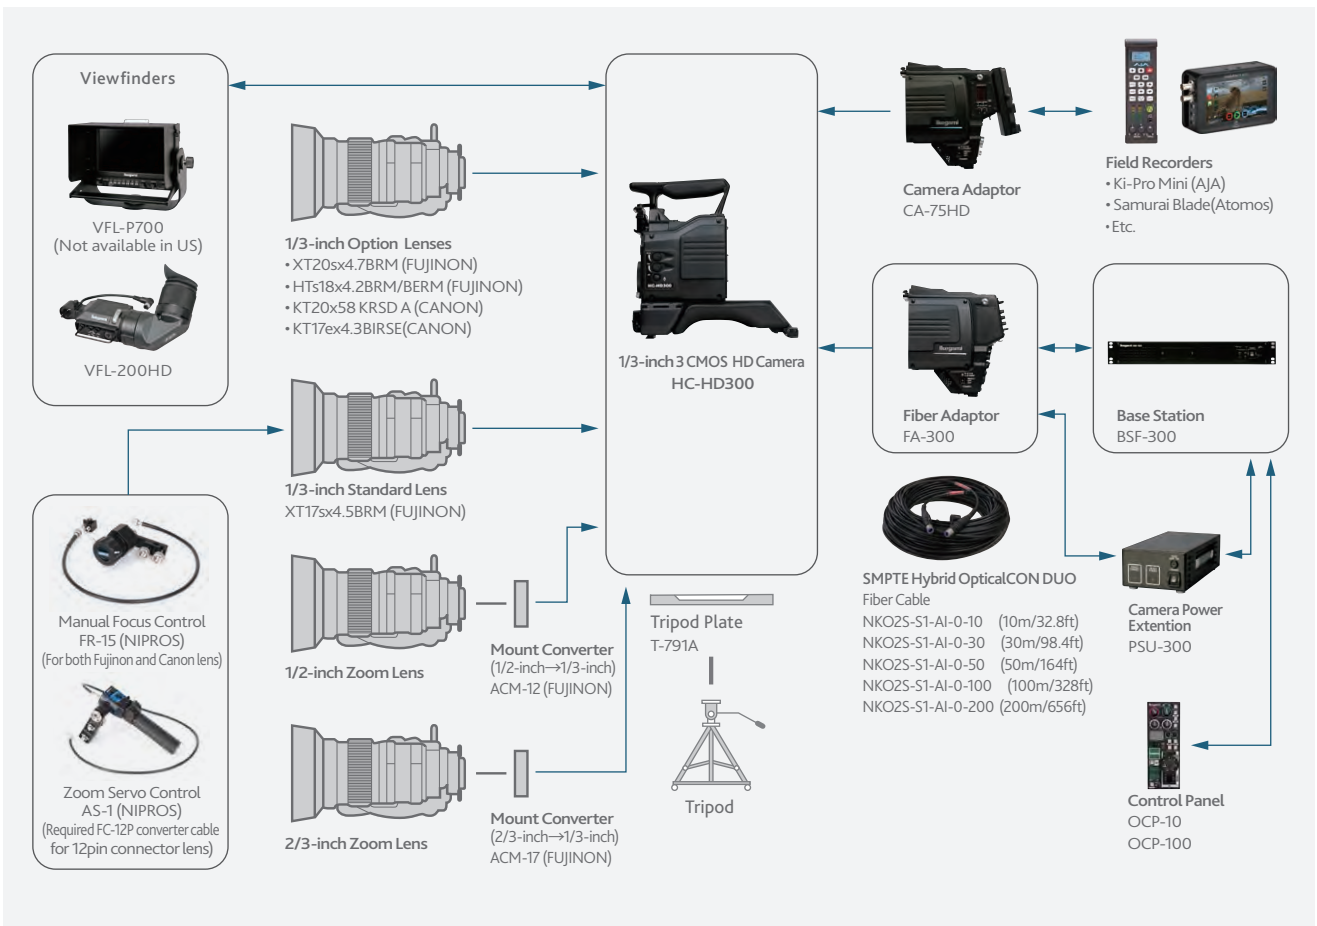 Viewfinders
VFL-P700
(Not available in US)
VFL-200HD
Manual Focus Control
FR-15 (NIPROS)
(For both Fujinon and Canon lens)
Zoom Servo Control
AS-1 (NIPROS)
(Required FC-12P converter cable
for 12pin connector lens)
1/3-inch Option Lenses
• XT20sx4.7BRM (FUJINON)
• HTs18x4.2BRM/BERM (FUJINON)
• KT20x58 KRSD A (CANON)
• KT17ex4.3BIRSE(CANON)
1/3-inch Standard Lens
XT17sx4.5BRM (FUJINON)
1/2-inch Zoom Lens
Mount Converter
(1/2-inch→1/3-inch)
ACM-12 (FUJINON)
2/3-inch Zoom Lens
Mount Converter
(2/3-inch→1/3-inch)
ACM-17 (FUJINON)
HC-HD300
1/3-inch 3 CMOS HD Camera
HC-HD300
Tripod Plate
T-791A
Tripod
Ikegami
Camera Adaptor
CA-75HD
AJA
Field Recorders
• Ki-Pro Mini (AJA)
• Samurai Blade(Atomos)
• Etc.
Ikegami
Fiber Adaptor
FA-300
Base Station
BSF-300
SMPTE Hybrid OpticalCON DUO
Fiber Cable
NKO2S-S1-AI-0-10 (10m/32.8ft)
NKO2S-S1-AI-0-30 (30m/98.4ft)
NKO2S-S1-AI-0-50 (50m/164ft)
NKO2S-S1-AI-0-100 (100m/328ft)
NKO2S-S1-AI-0-200 (200m/656ft)
Camera Power
Extention
PSU-300
Control Panel
OCP-10
OCP-100